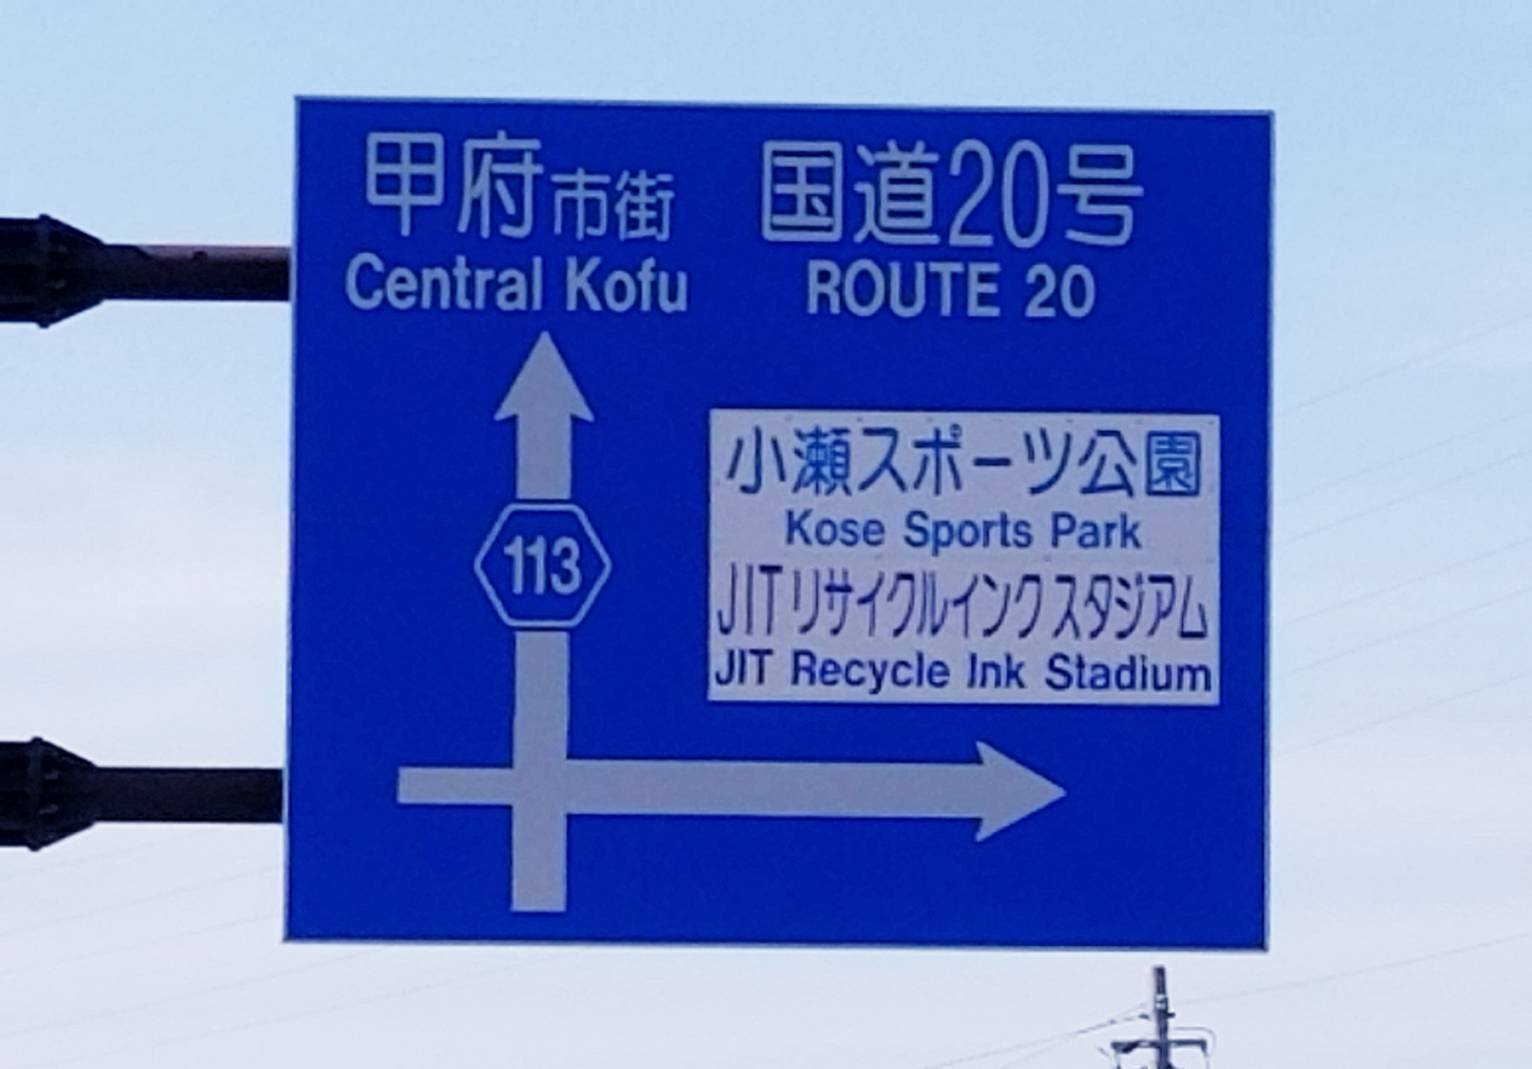 甲府市街
Central Kofu
国道20号
ROUTE 20
小瀬スポーツ公園
Kose Sports Park
JITリサイクルインクスタジアム
JIT Recycle Ink Stadium
113